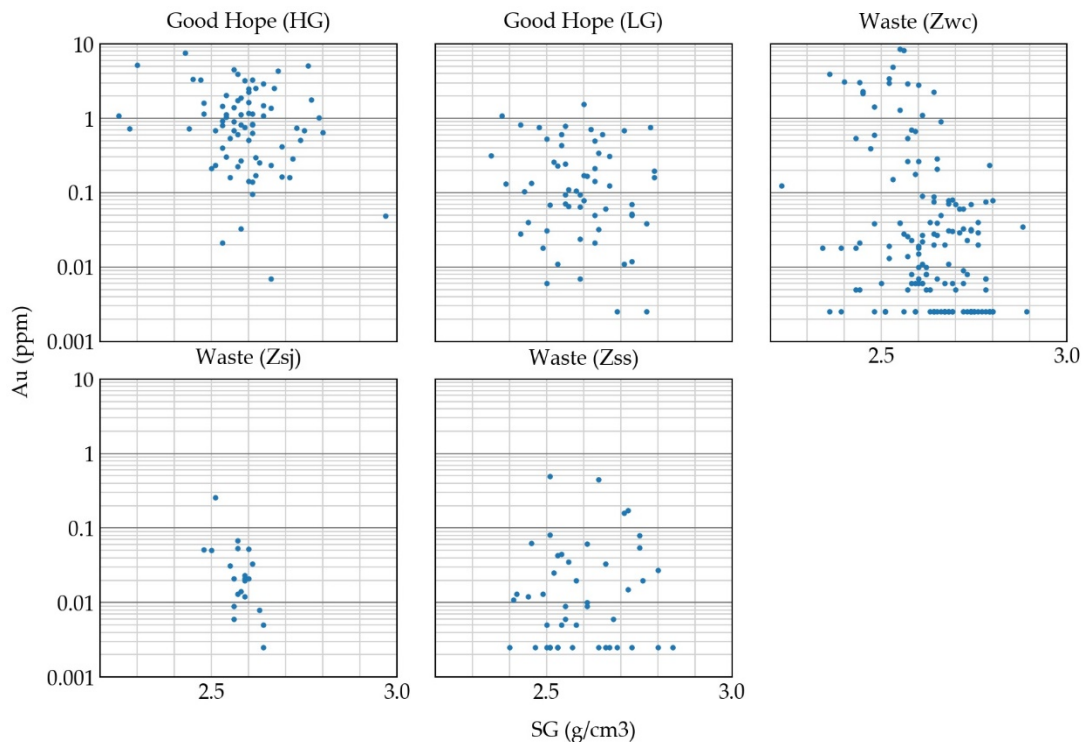 Good Hope (HG)
Good Hope (LG)
Waste (Zwc)
10
1
0.1
0.01
0.001
2.5
3.0
Au (ppm)
Waste (Zsj)
Waste (Zss)
10
1
0.1
0.01
0.001
2.5
3.0
2.5
3.0
SG (g/cm3)